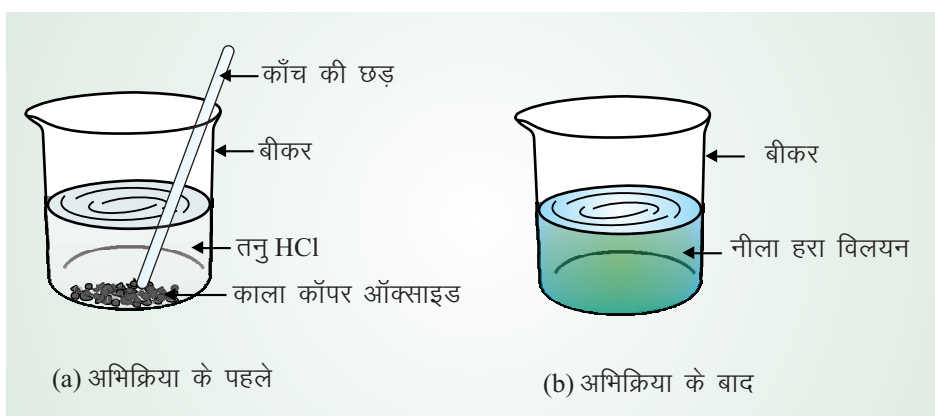 काँच की छड़
बीकर
तनु HCl
काला कॉपर ऑक्साइड
(a) अभिक्रिया के पहले
बीकर
नीला हरा विलयन
(b) अभिक्रिया के बाद